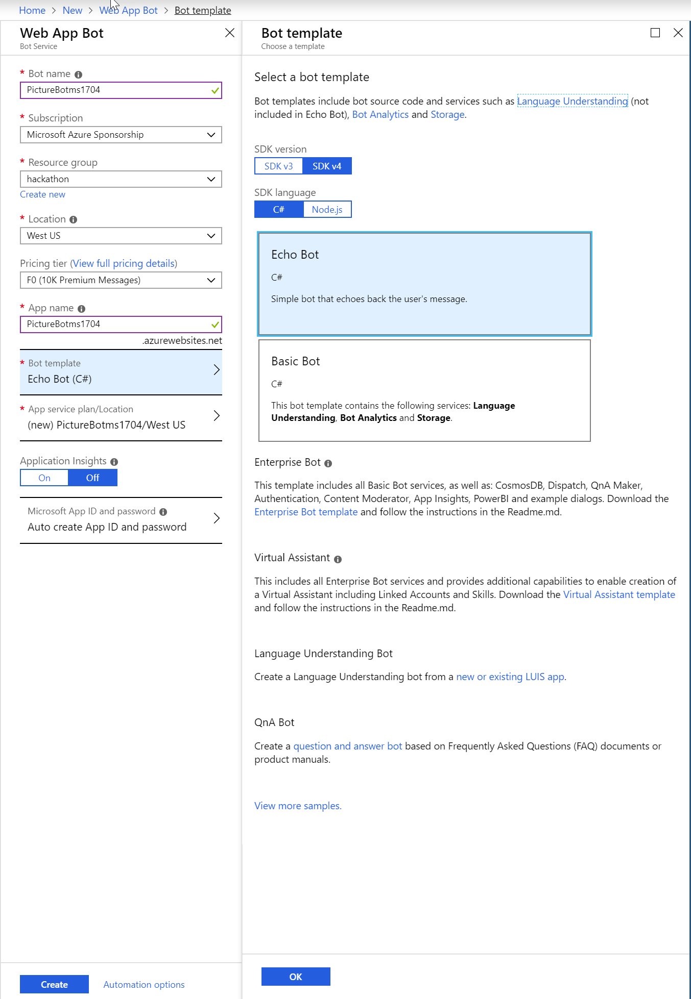 Home > New > Web App Bot > Bot template
Web App Bot
Bot Service
* Bot name
PictureBotms1704
* Subscription
Microsoft Azure Sponsorship
* Resource group
hackathon
Create new
* Location
West US
Pricing tier (View full pricing details)
F0 (10K Premium Messages)
* App name
PictureBotms1704
.azurewebsites.net
* Bot template
Echo Bot (C#)
* App service plan/Location
(new) PictureBotms1704/West US
Application Insights
On Off
Microsoft App ID and password
Auto create App ID and password
Create Automation options
Bot template
Choose a template
Select a bot template
Bot templates include bot source code and services such as Language Understanding (not
included in Echo Bot), Bot Analytics and Storage.
SDK version
SDK v3 SDK v4
SDK language
C# Node.js
Echo Bot
C#
Simple bot that echoes back the user's message.
Basic Bot
C#
This bot template contains the following services: Language
Understanding, Bot Analytics and Storage.
Enterprise Bot
This template includes all Basic Bot services, as well as: CosmosDB, Dispatch, QnA Maker,
Authentication, Content Moderator, App Insights, PowerBI and example dialogs. Download the
Enterprise Bot template and follow the instructions in the Readme.md.
Virtual Assistant
This includes all Enterprise Bot services and provides additional capabilities to enable creation of
a Virtual Assistant including Linked Accounts and Skills. Download the Virtual Assistant template
and follow the instructions in the Readme.md.
Language Understanding Bot
Create a Language Understanding bot from a new or existing LUIS app.
QnA Bot
Create a question and answer bot based on Frequently Asked Questions (FAQ) documents or
product manuals.
View more samples.
OK